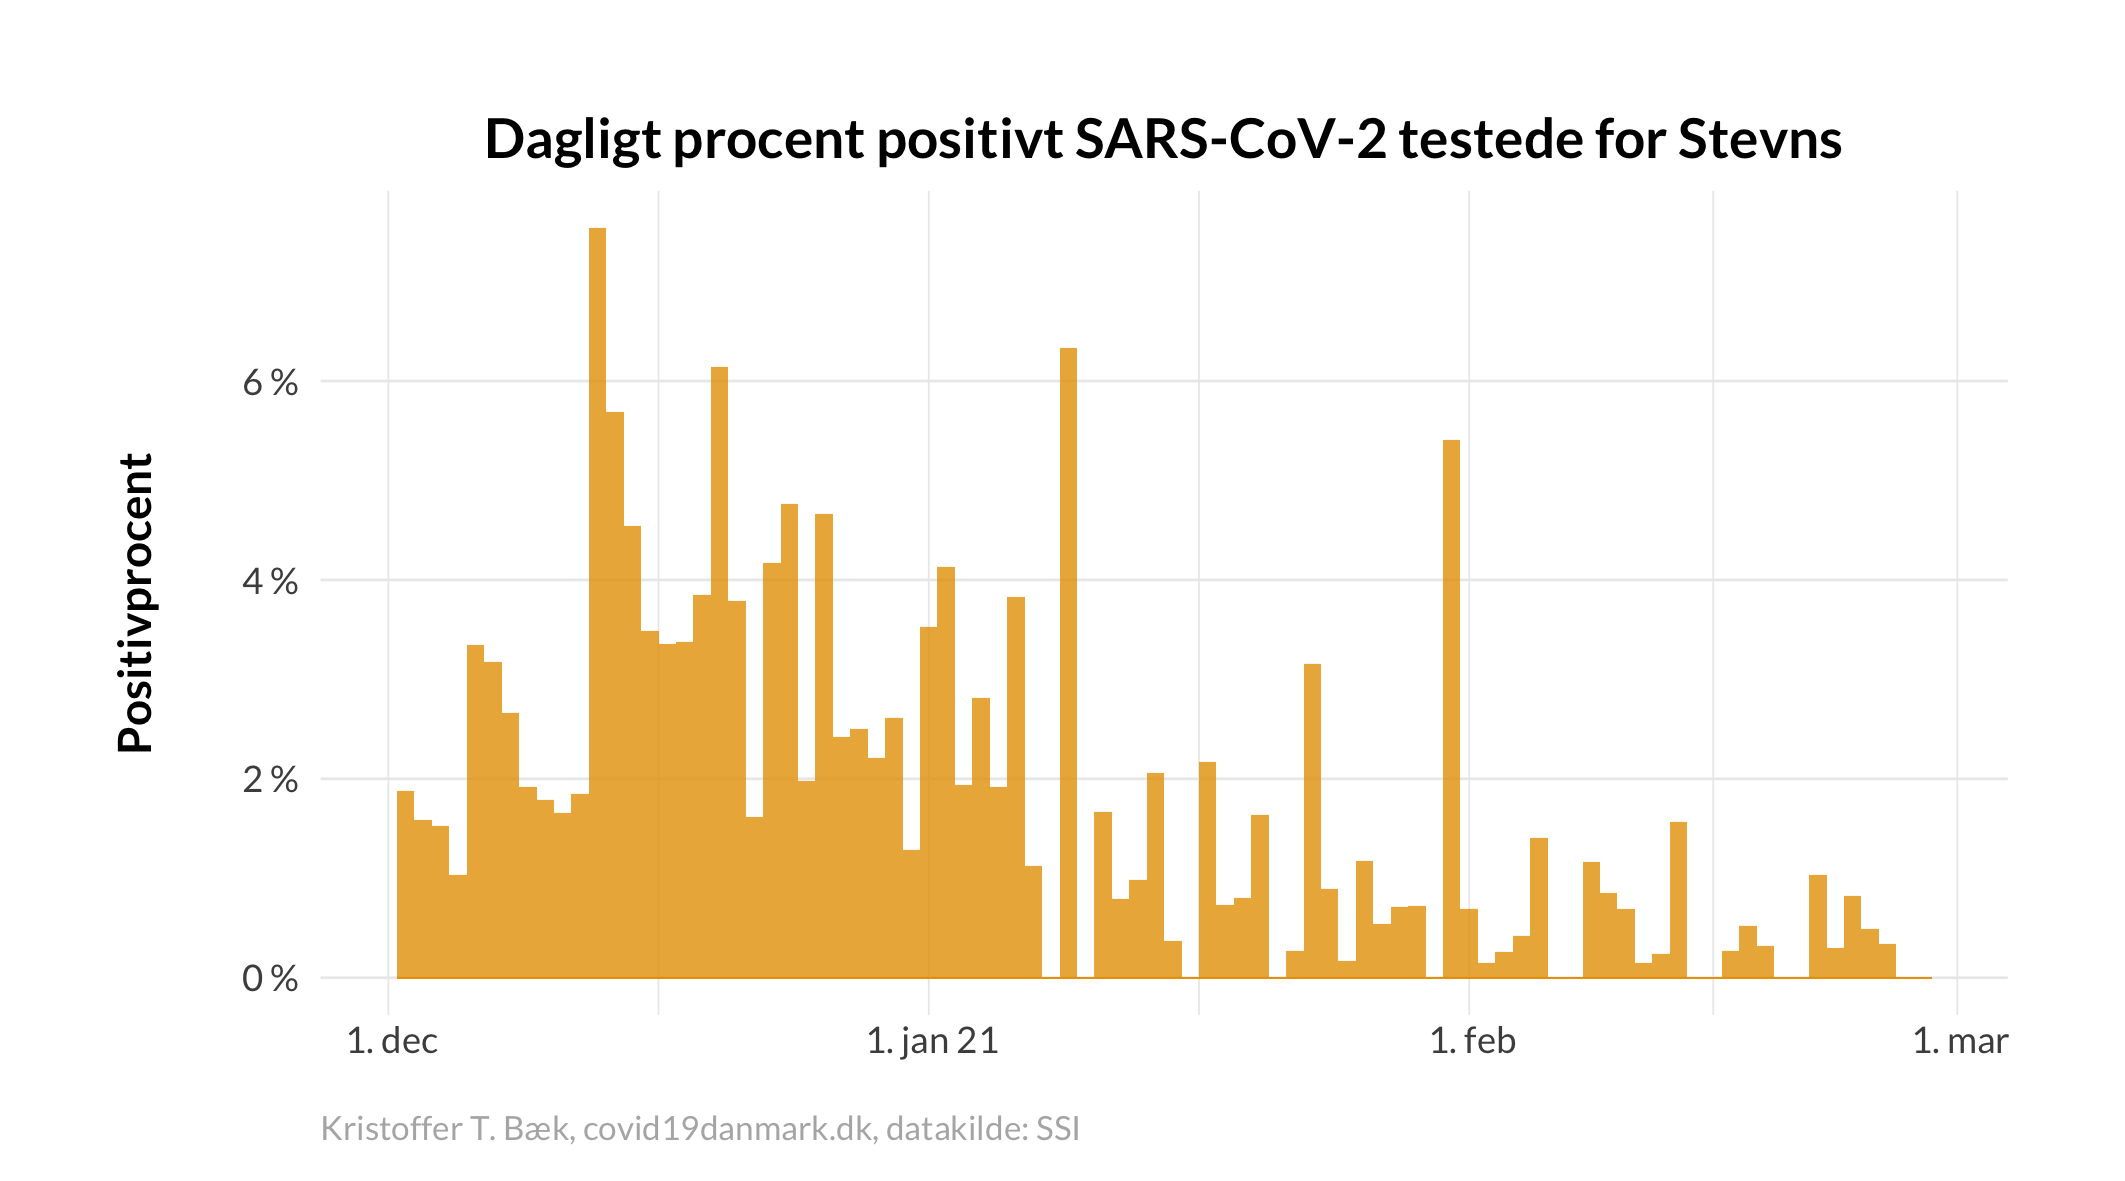 Dagligt procent positivt SARS-CoV-2 testede for Stevns
Positivprocent
6 %
4 %
2 %
0 %
1. dec
1. jan 21
1. feb
1. mar
Kristoffer T. Bæk, covid19danmark.dk, datakilde: SSI